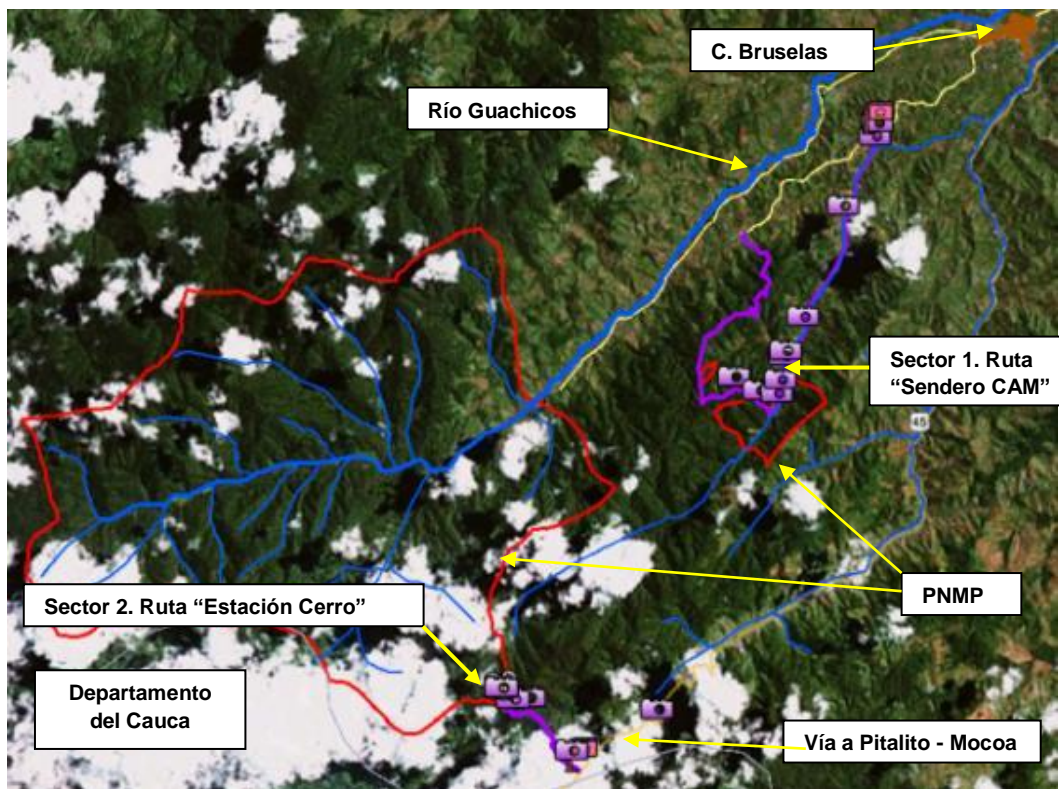 C. Bruselas
Río Guachicos
Sector 1. Ruta
“Sendero CAM”
45
PNMP
Sector 2. Ruta “Estación Cerro”
Departamento
del Cauca
Vía a Pitalito - Mocoa